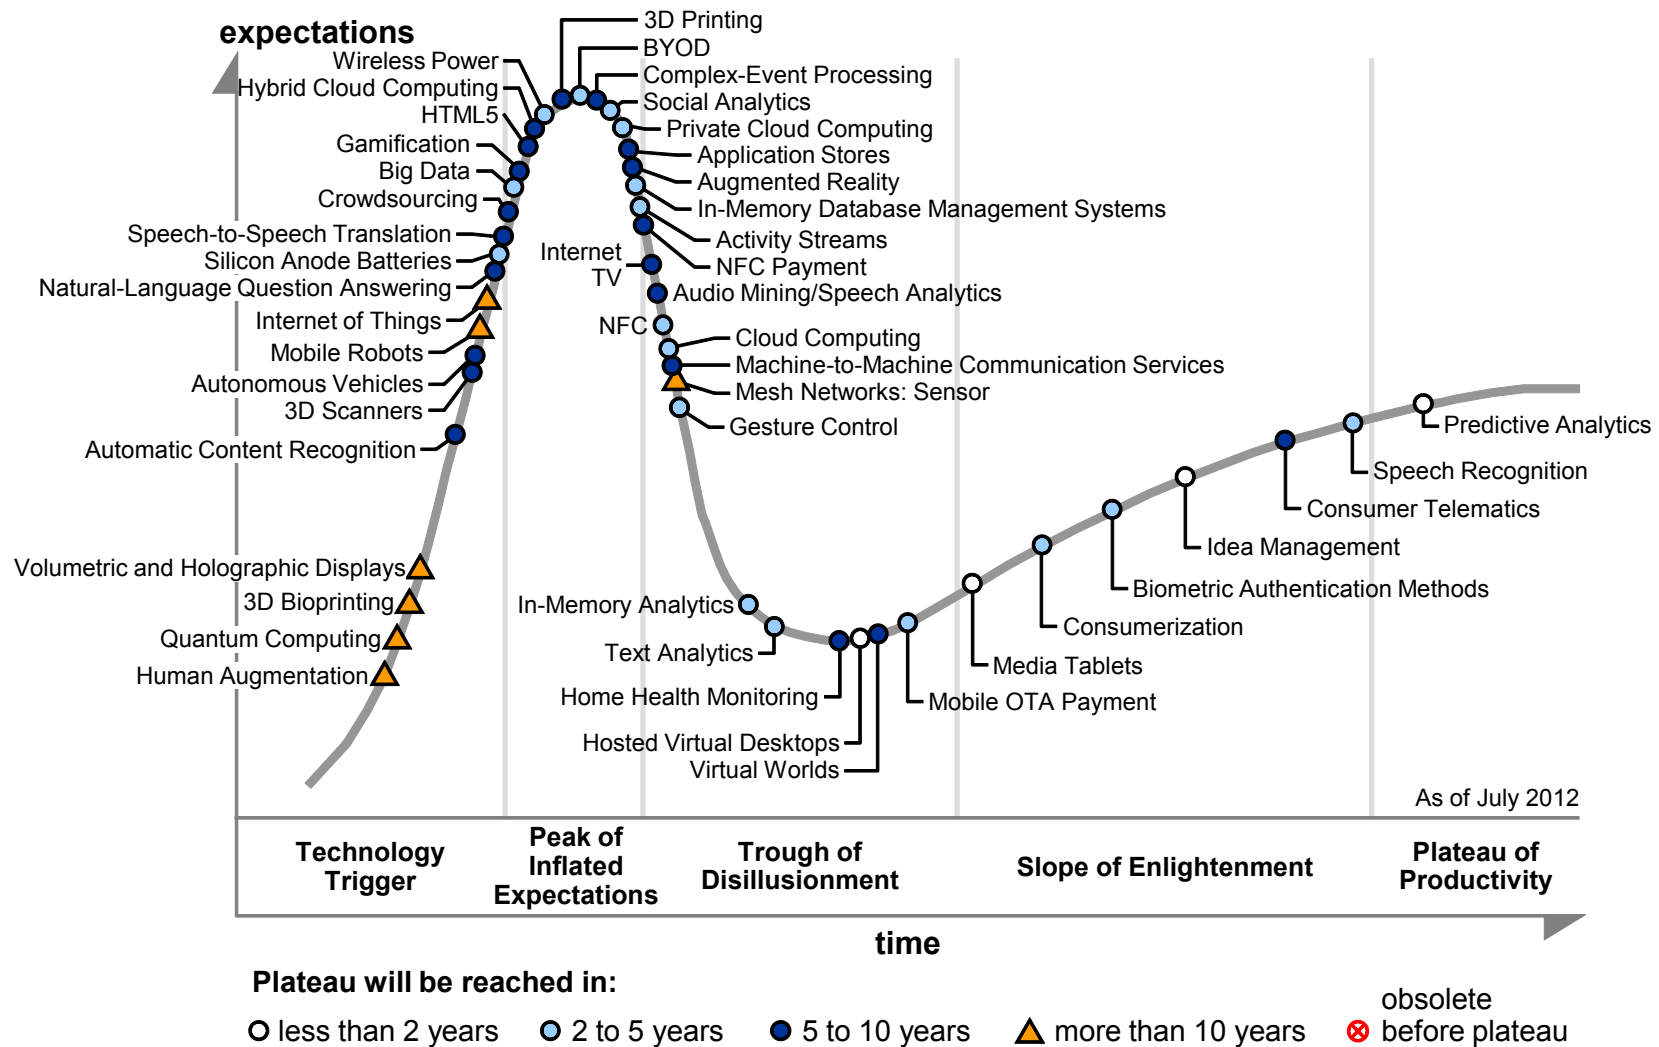 expectations
3D Printing
BYOD
Wireless Power
Complex-Event Processing
Hybrid Cloud Computing
Social Analytics
HTML5
Private Cloud Computing
Gamification
Application Stores
Big Data
Augmented Reality
Crowdsourcing
In-Memory Database Management Systems
Speech-to-Speech Translation
Activity Streams
Silicon Anode Batteries
NFC Payment
Internet
TV
Natural-Language Question Answering
Audio Mining/Speech Analytics
Internet of Things
NFC
Cloud Computing
Mobile Robots
Machine-to-Machine Communication Services
Autonomous Vehicles
Mesh Networks: Sensor
3D Scanners
Gesture Control
Automatic Content Recognition
Predictive Analytics
Speech Recognition
Consumer Telematics
Idea Management
Volumetric and Holographic Displays
Biometric Authentication Methods
3D Bioprinting
In-Memory Analytics
Consumerization
Quantum Computing
Text Analytics
Media Tablets
Human Augmentation
Home Health Monitoring
Mobile OTA Payment
Hosted Virtual Desktops
Virtual Worlds
As of July 2012
Technology
Trigger
Peak of
Inflated
Expectations
Trough of
Disillusionment
Slope of Enlightenment
Plateau of
Productivity
time
Plateau will be reached in:
less than 2 years
2 to 5 years
5 to 10 years
more than 10 years
obsolete
before plateau